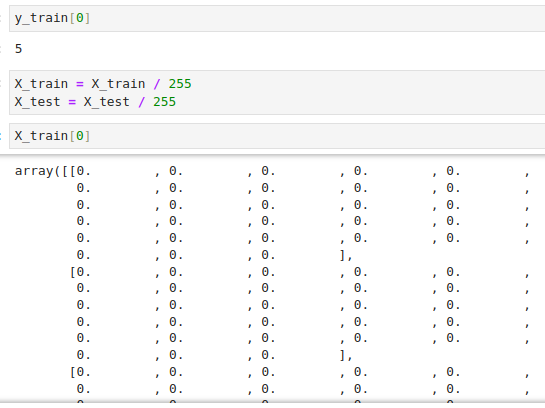 y_train[0]
5
X_train = X_train / 255
X_test = X_test / 255
X_train[0]
array([[0. , 0. , 0. , 0. , 0. ,
0. , 0. , 0. , 0. , 0. ,
0. , 0. , 0. , 0. , 0. ,
0. , 0. , 0. , 0. , 0. ,
0. , 0. , 0. , 0. , 0. ,
0. , 0. , 0. ],
[0. , 0. , 0. , 0. , 0. ,
0. , 0. , 0. , 0. , 0. ,
0. , 0. , 0. , 0. , 0. ,
0. , 0. , 0. , 0. , 0. ,
0. , 0. , 0. , 0. , 0. ,
0. , 0. , 0. ],
[0. , 0. , 0. , 0. , 0. ,
0. , 0. , 0. , 0. , 0. ,